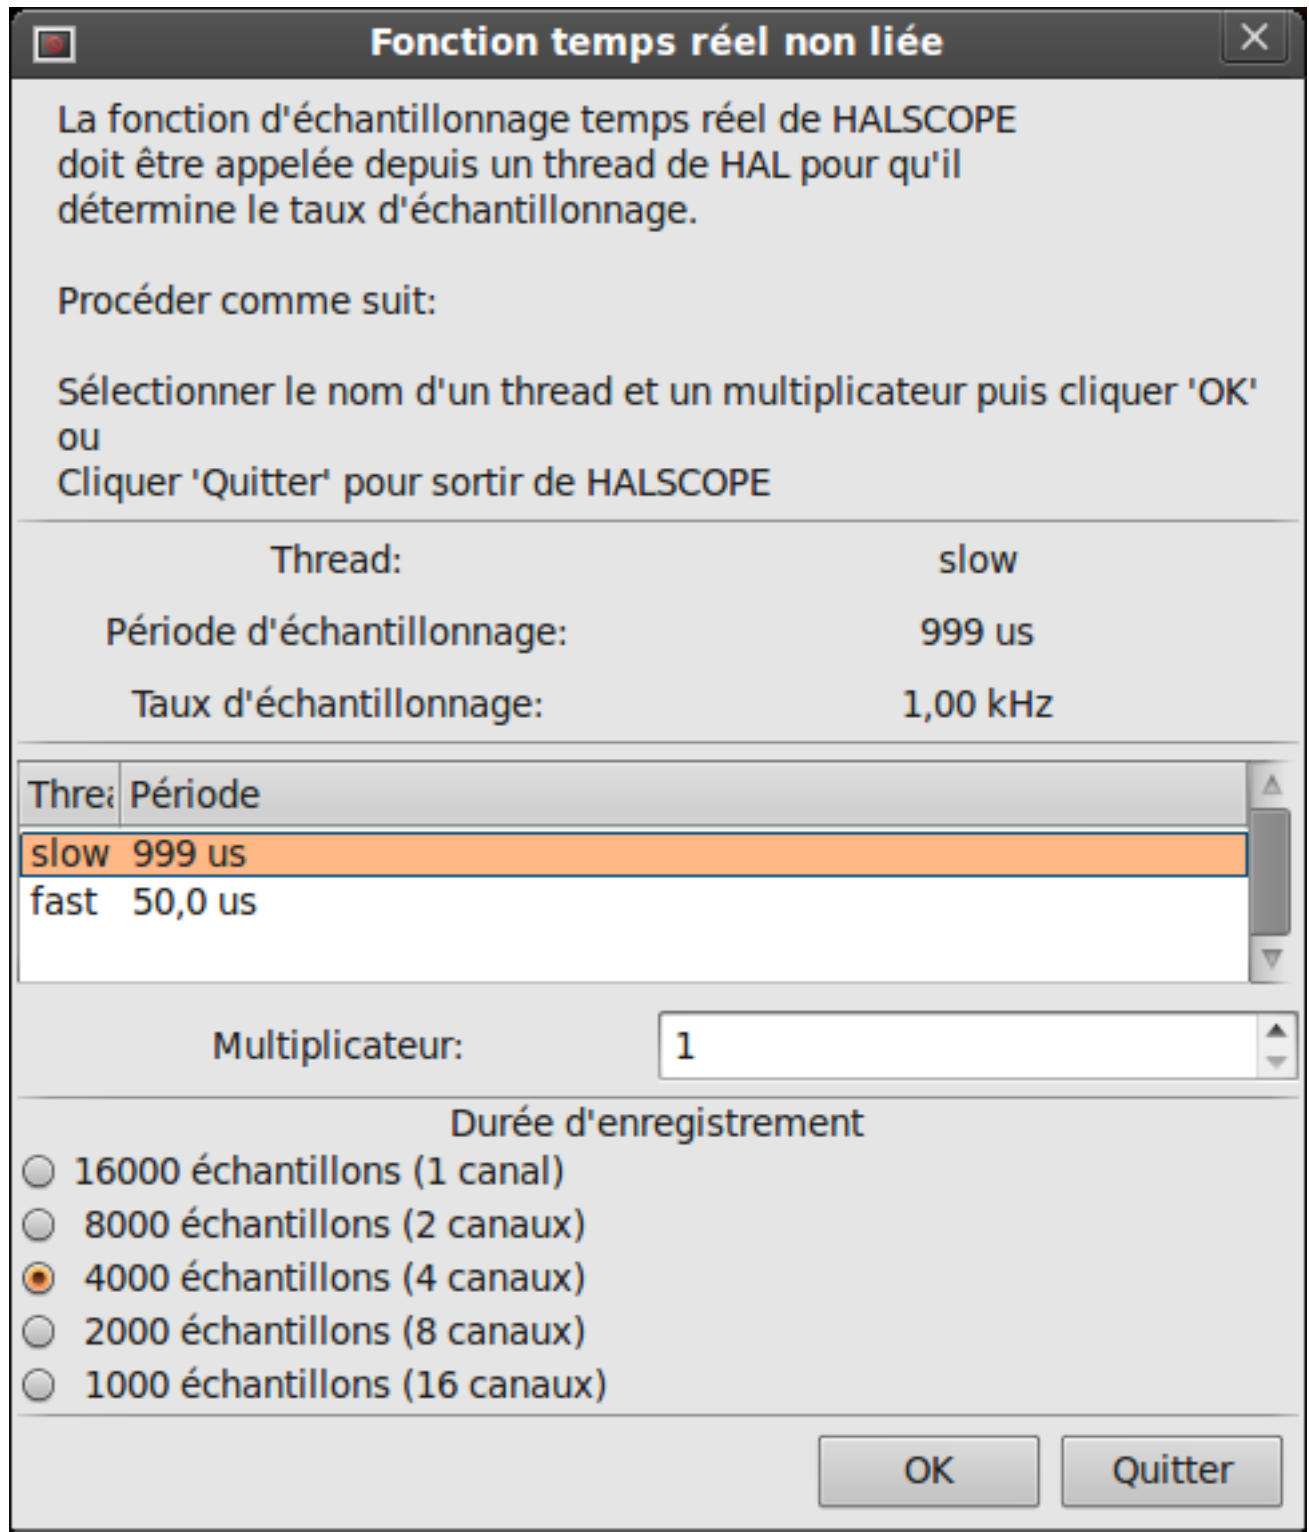 Fonction temps réel non liée
La fonction d'échantillonnage temps réel de HALSCOPE
doit être appelée depuis un thread de HAL pour qu'il
détermine le taux d'échantillonnage.
Procéder comme suit:
Sélectionner le nom d'un thread et un multiplicateur puis cliquer 'OK'
ou
Cliquer 'Quitter' pour sortir de HALSCOPE
Thread: slow
Période d'échantillonnage: 999 us
Taux d'échantillonnage: 1,00 kHz
Threa Période
slow 999 us
fast 50,0 us
Multiplicateur: 1
Durée d'enregistrement
16000 échantillons (1 canal)
8000 échantillons (2 canaux)
4000 échantillons (4 canaux)
2000 échantillons (8 canaux)
1000 échantillons (16 canaux)
OK Quitter